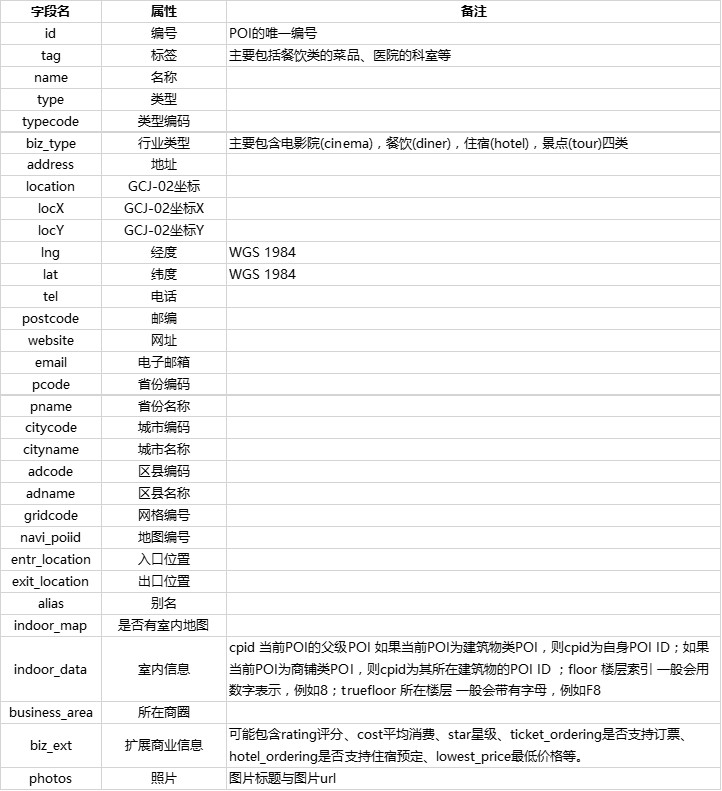 字段名 属性 备注
id 编号 POI的唯一编号
tag 标签 主要包括餐饮类的菜品、医院的科室等
name 名称
type 类型
typecode 类型编码
biz_type 行业类型 主要包含电影院(cinema)，餐饮(diner)，住宿(hotel)，景点(tour)四类
address 地址
location GCJ-02坐标
locX GCJ-02坐标X
locY GCJ-02坐标Y
lng 经度 WGS 1984
lat 纬度 WGS 1984
tel 电话
postcode 邮编
website 网址
email 电子邮箱
pcode 省份编码
pname 省份名称
citycode 城市编码
cityname 城市名称
adcode 区县编码
adname 区县名称
gridcode 网格编号
navi_poiid 地图编号
entr_location 入口位置
exit_location 出口位置
alias 别名
indoor_map 是否有室内地图
indoor_data 室内信息 cpid 当前POI的父级POI 如果当前POI为建筑物类POI，则cpid为自身POI ID；如果
当前POI为商铺类POI，则cpid为其所在建筑物的POI ID ；floor 楼层索引 一般会用
数字表示，例如8；truefloor 所在楼层 一般会带有字母，例如F8
business_area 所在商圈
biz_ext 扩展商业信息 可能包含rating评分、cost平均消费、star星级、ticket_ordering是否支持订票、
hotel_ordering是否支持住宿预定、lowest_price最低价格等。
photos 照片 图片标题与图片url